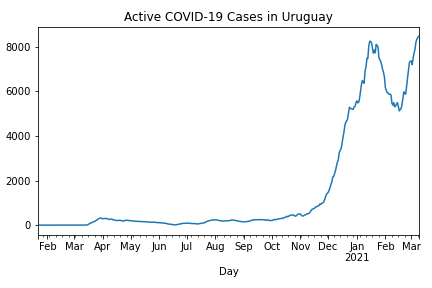 Active COVID-19 Cases in Uruguay
8000
6000
4000
2000
0
Feb Mar Apr May Jun Jul Aug Sep Oct Nov Dec Jan Feb Mar
2021
Day